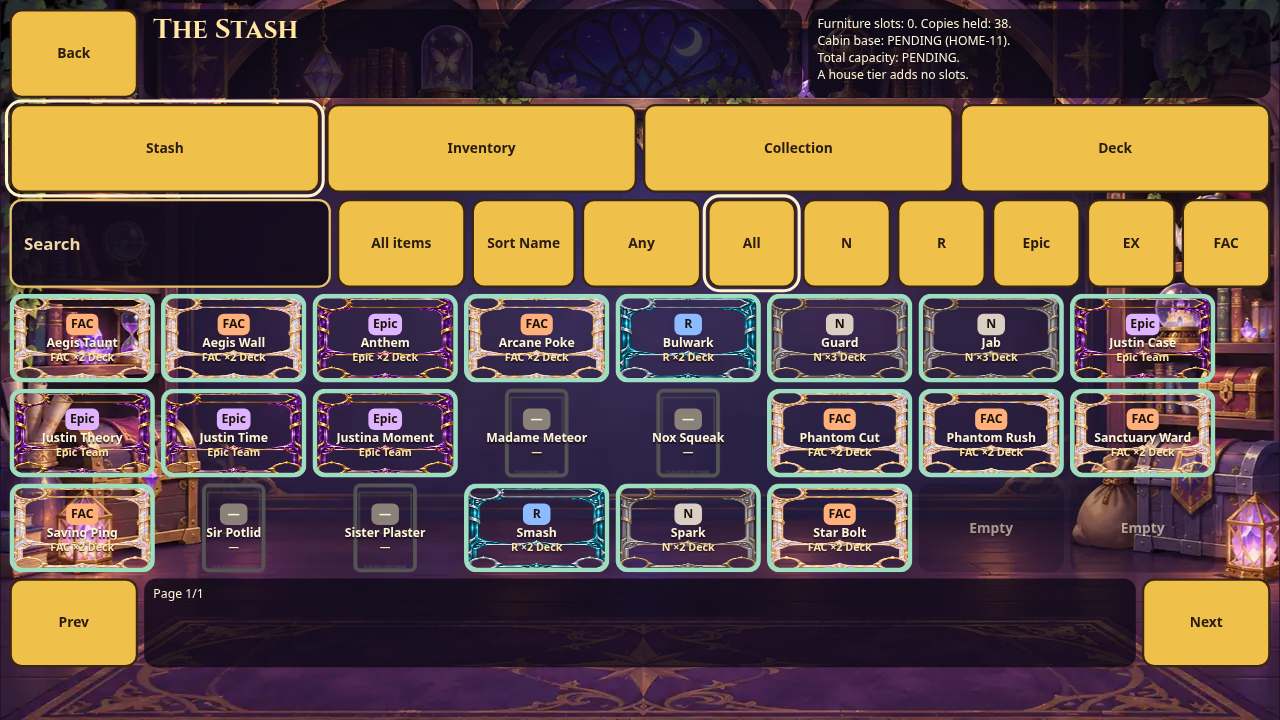 Back
THE STASH
Furniture slots: 0. Copies held: 38.
Cabin base: PENDING (HOME-11).
Total capacity: PENDING.
A house tier adds no slots.
Stash
Inventory
Collection
Deck
Search
All items
Sort Name
Any
All
N
R
Epic
EX
FAC
FAC
Aegis Taunt
FAC ×2 Deck
FAC
Aegis Wall
FAC ×2 Deck
Epic
Anthem
Epic ×2 Deck
FAC
Arcane Poke
FAC ×2 Deck
R
Bulwark
R ×2 Deck
N
Guard
N ×3 Deck
N
Jab
N ×3 Deck
Epic
Justin Case
Epic Team
Epic
Justin Theory
Epic Team
Epic
Justin Time
Epic Team
Epic
Justina Moment
Epic Team
—
Madame Meteor
—
—
Nox Squeak
—
FAC
Phantom Cut
FAC ×2 Deck
FAC
Phantom Rush
FAC ×2 Deck
FAC
Sanctuary Ward
FAC ×2 Deck
FAC
Saving Ping
FAC ×2 Deck
—
Sir Potlid
—
—
Sister Plaster
—
R
Smash
R ×2 Deck
N
Spark
N ×2 Deck
FAC
Star Bolt
FAC ×2 Deck
Empty
Empty
Prev
Page 1/1
Next